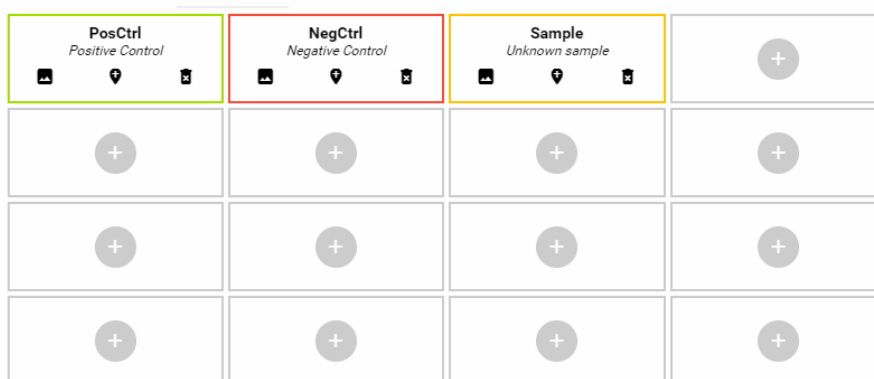 PosCtrl
Positive Control
NegCtrl
Negative Control
Sample
Unknown sample